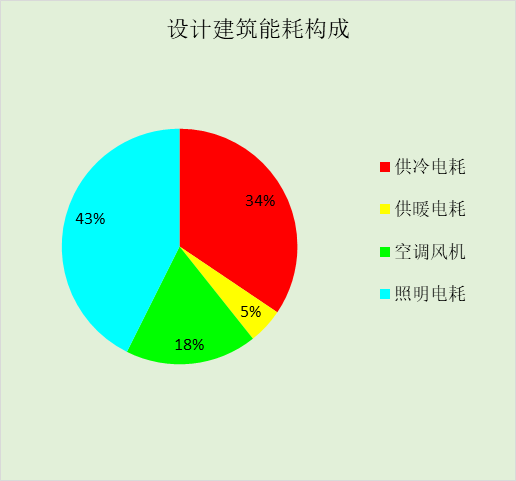 设计建筑能耗构成
34%
5%
18%
43%
供冷电耗
供暖电耗
空调风机
照明电耗